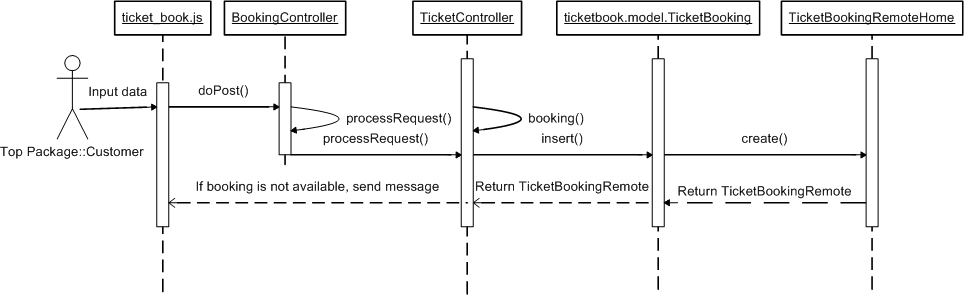 ticket_book.js
BookingController
TicketController
ticketbook.model.TicketBooking
TicketBookingRemoteHome
Input data
doPost()
processRequest()
booking()
Top Package::Customer
processRequest()
insert()
create()
If booking is not available, send message
Return TicketBookingRemote
Return TicketBookingRemote